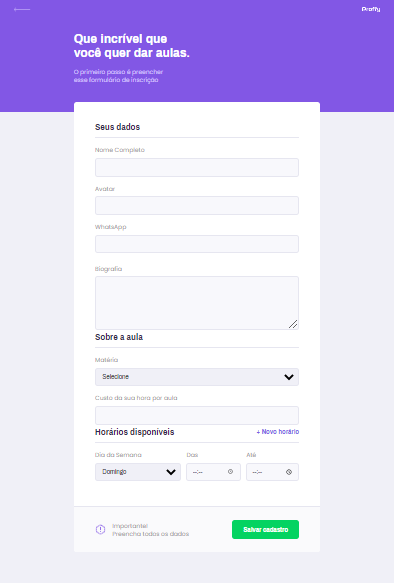 Proffy
Que incrível que
você quer dar aulas.
O primeiro passo é preencher
esse formulário de inscrição
Seus dados
Nome Completo
Avatar
WhatsApp
Biografia
Sobre a aula
Matéria
Selecione
Custo da sua hora por aula
Horários disponíveis
+ Novo horário
Dia da Semana
Das
Até
Domingo
--:--
--:--
Importante!
Preencha todos os dados
Salvar cadastro